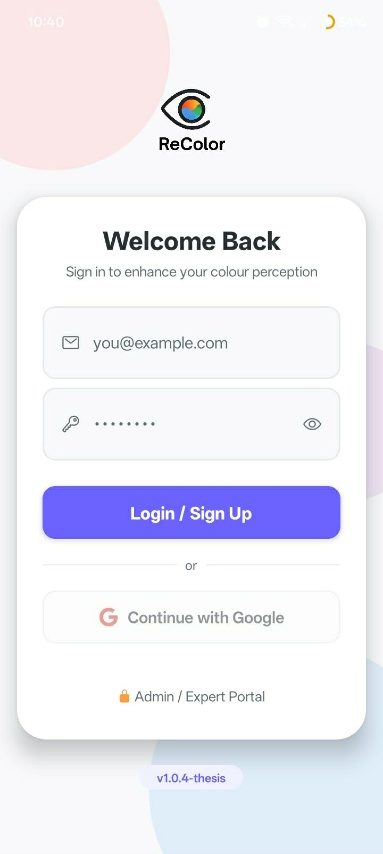 10:40
ReColor
Welcome Back
Sign in to enhance your colour perception
you@example.com
••••••••
Login / Sign Up
or
Continue with Google
Admin / Expert Portal
v1.0.4-thesis